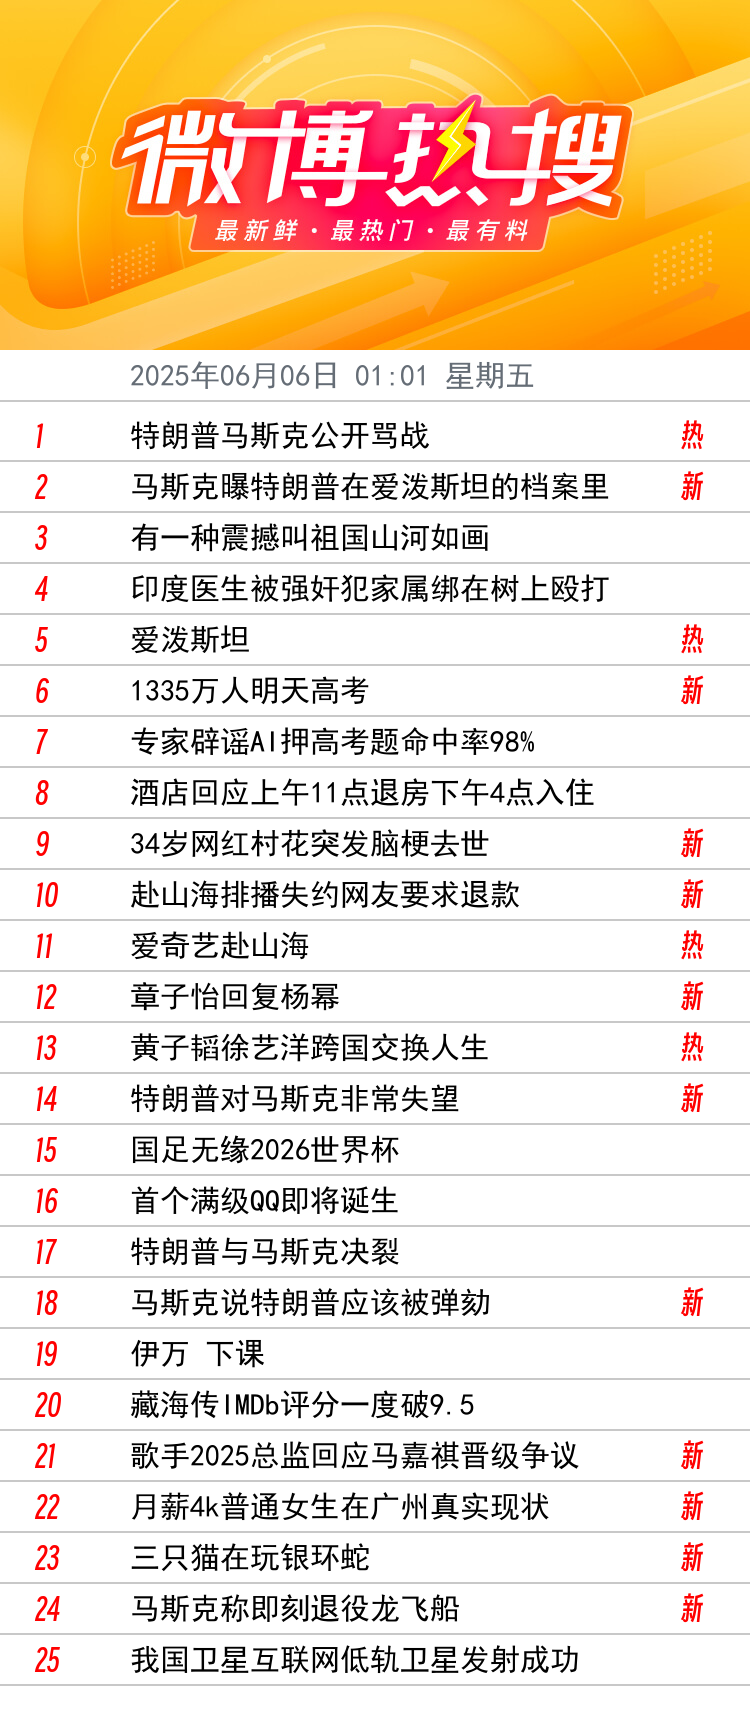 微博热搜
最新鲜·最热门·最有料
2025年06月06日 01:01 星期五
1 特朗普马斯克公开骂战 热
2 马斯克曝特朗普在爱泼斯坦的档案里 新
3 有一种震撼叫祖国山河如画
4 印度医生被强奸犯家属绑在树上殴打
5 爱泼斯坦 热
6 1335万人明天高考 新
7 专家辟谣AI押高考题命中率98%
8 酒店回应上午11点退房下午4点入住
9 34岁网红村花突发脑梗去世 新
10 赴山海排播失约网友要求退款 新
11 爱奇艺赴山海 热
12 章子怡回复杨幂 新
13 黄子韬徐艺洋跨国交换人生 热
14 特朗普对马斯克非常失望 新
15 国足无缘2026世界杯
16 首个满级QQ即将诞生
17 特朗普与马斯克决裂
18 马斯克说特朗普应该被弹劾 新
19 伊万 下课
20 藏海传IMDb评分一度破9.5
21 歌手2025总监回应马嘉祺晋级争议 新
22 月薪4k普通女生在广州真实现状 新
23 三只猫在玩银环蛇 新
24 马斯克称即刻退役龙飞船 新
25 我国卫星互联网低轨卫星发射成功